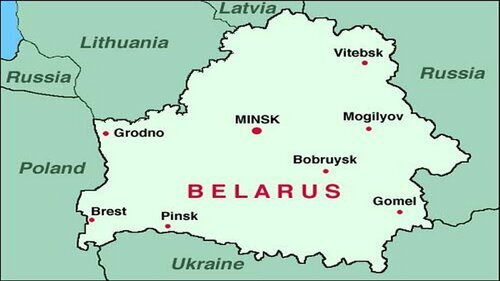 Latvia
Lithuania
Vitebsk
Russia
Russia
MINSK
Mogilyov
Grodno
Bobruysk
Poland
BELARUS
Gomel
Brest
Pinsk
Ukraine